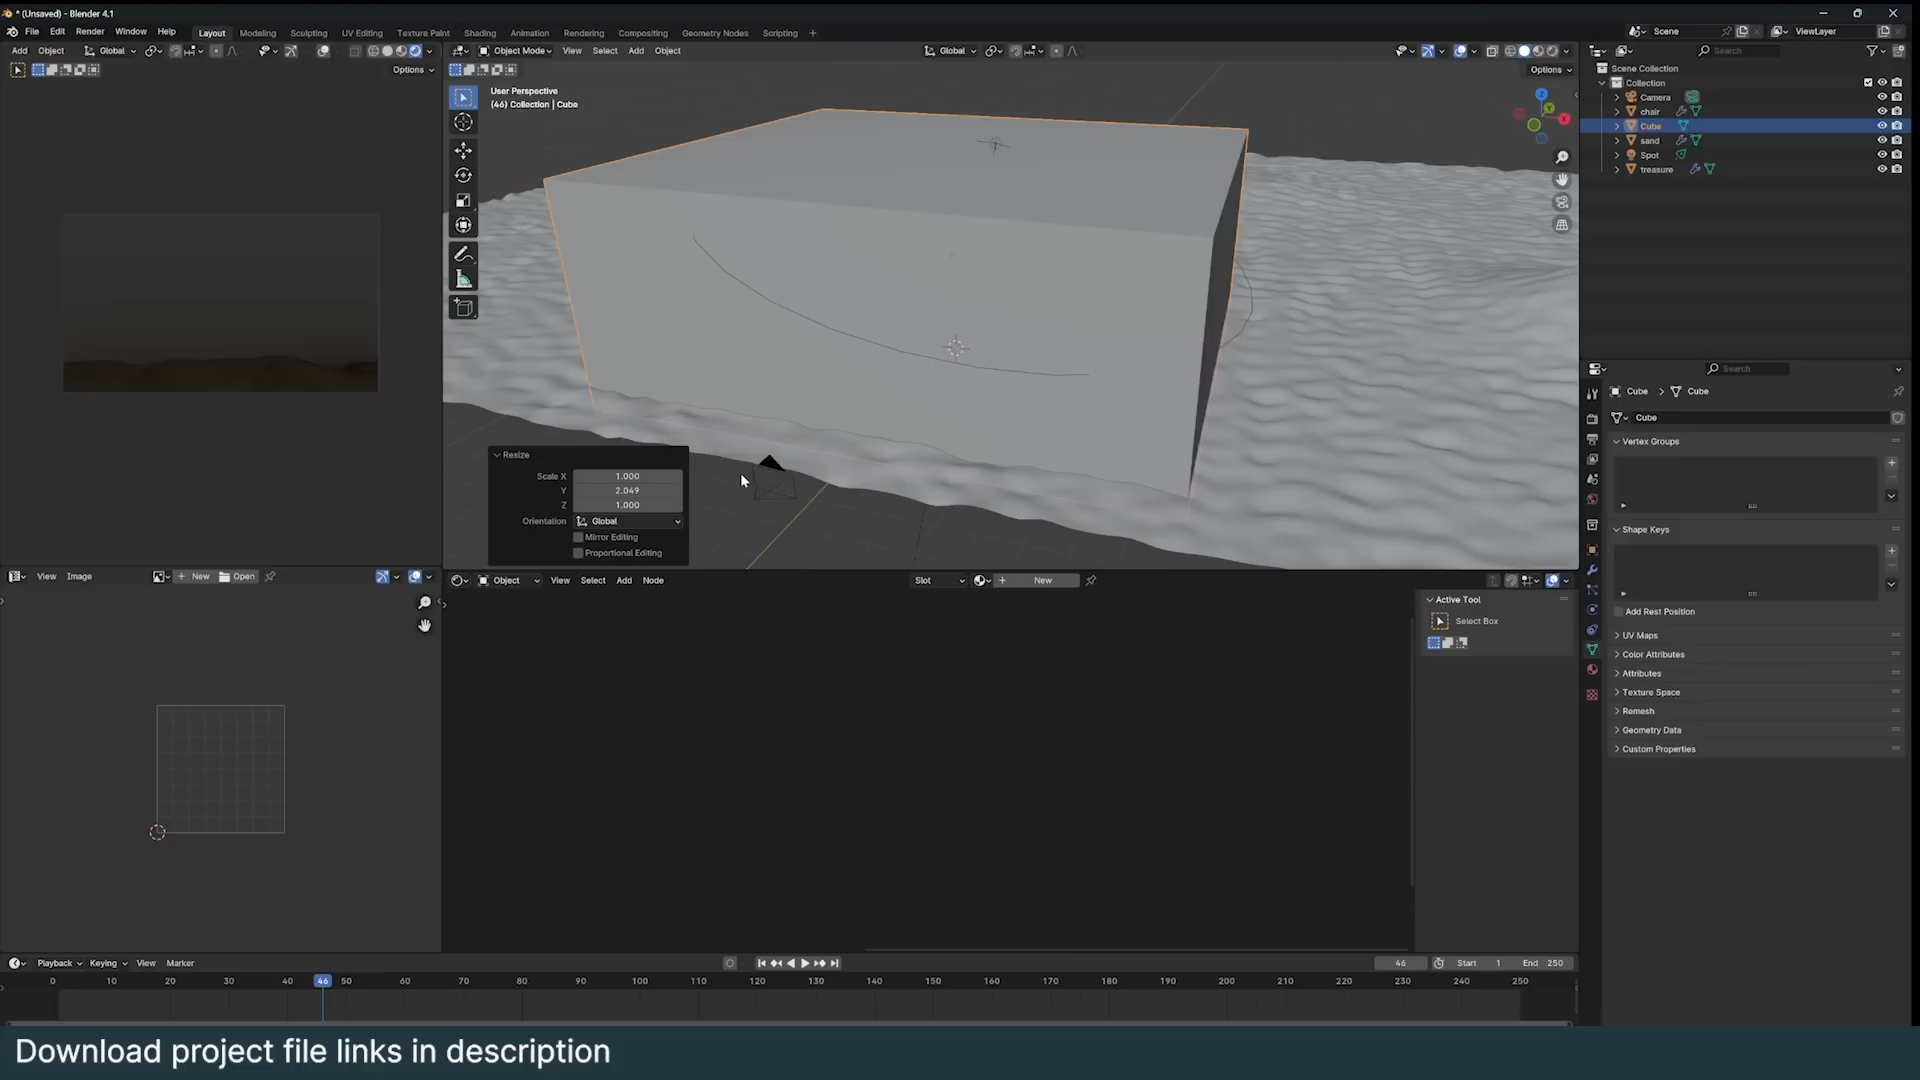 * (Unsaved) - Blender 4.1
File Edit Render Window Help
Layout Modeling Sculpting UV Editing Texture Paint Shading Animation Rendering Compositing Geometry Nodes Scripting +
Scene
ViewLayer
Add Object Global
Options
Object Mode View Select Add Object
Global
Options
User Perspective
(46) Collection | Cube
Z
Y
X
Resize
Scale X 1.000
Y 2.049
Z 1.000
Orientation Global
Mirror Editing
Proportional Editing
Search
Scene Collection
Collection
Camera
chair
Cube
sand
Spot
treasure
Search
Cube > Cube
Cube
Vertex Groups
Shape Keys
Add Rest Position
UV Maps
Color Attributes
Attributes
Texture Space
Remesh
Geometry Data
Custom Properties
View Image
+ New Open
Object View Select Add Node
Slot
+ New
Active Tool
Select Box
Playback Keying View Marker
46 Start 1 End 250
0 10 20 30 40 46 50 60 70 80 90 100 110 120 130 140 150 160 170 180 190 200 210 220 230 240 250
Download project file links in description